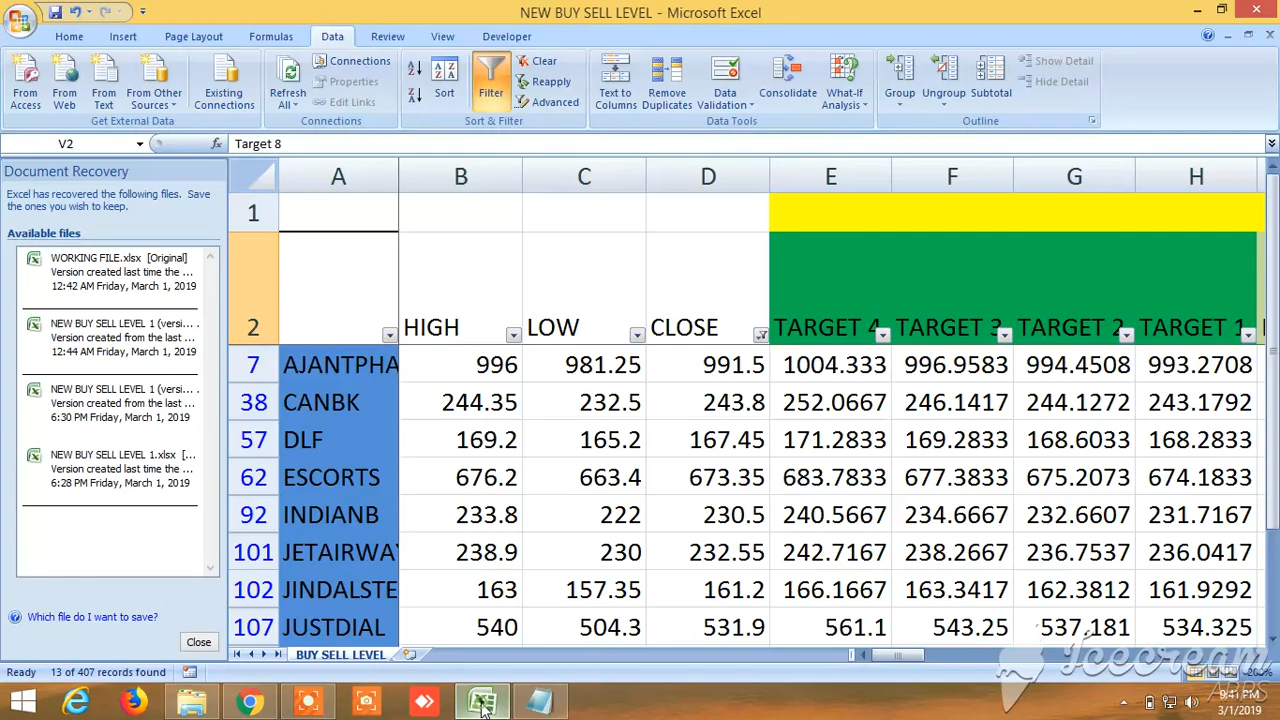 NEW BUY SELL LEVEL - Microsoft Excel
Home Insert Page Layout Formulas Data Review View Developer
From Access
From Web
From Text
From Other Sources
Existing Connections
Get External Data
Refresh All
Connections
Properties
Edit Links
Connections
Sort
Filter
Clear
Reapply
Advanced
Sort & Filter
Text to Columns
Remove Duplicates
Data Validation
Consolidate
What-If Analysis
Data Tools
Group
Ungroup
Subtotal
Show Detail
Hide Detail
Outline
V2 fx Target 8
Document Recovery
Excel has recovered the following files. Save
the ones you wish to keep.
Available files
WORKING FILE.xlsx [Original]
Version created last time the ...
12:42 AM Friday, March 1, 2019
NEW BUY SELL LEVEL 1 (versi...
Version created from the last ...
12:44 AM Friday, March 1, 2019
NEW BUY SELL LEVEL 1 (versi...
Version created from the last ...
6:30 PM Friday, March 1, 2019
NEW BUY SELL LEVEL 1.xlsx [...
Version created last time the ...
6:28 PM Friday, March 1, 2019
Which file do I want to save?
Close
A B C D E F G H
1
2 HIGH LOW CLOSE TARGET 4 TARGET 3 TARGET 2 TARGET 1
7 AJANTPHA 996 981.25 991.5 1004.333 996.9583 994.4508 993.2708
38 CANBK 244.35 232.5 243.8 252.0667 246.1417 244.1272 243.1792
57 DLF 169.2 165.2 167.45 171.2833 169.2833 168.6033 168.2833
62 ESCORTS 676.2 663.4 673.35 683.7833 677.3833 675.2073 674.1833
92 INDIANB 233.8 222 230.5 240.5667 234.6667 232.6607 231.7167
101 JETAIRWAY 238.9 230 232.55 242.7167 238.2667 236.7537 236.0417
102 JINDALSTE 163 157.35 161.2 166.1667 163.3417 162.3812 161.9292
107 JUSTDIAL 540 504.3 531.9 561.1 543.25 537.181 534.325
BUY SELL LEVEL
Ready 13 of 407 records found 200%
Icecream
APPS
9:41 PM
3/1/2019